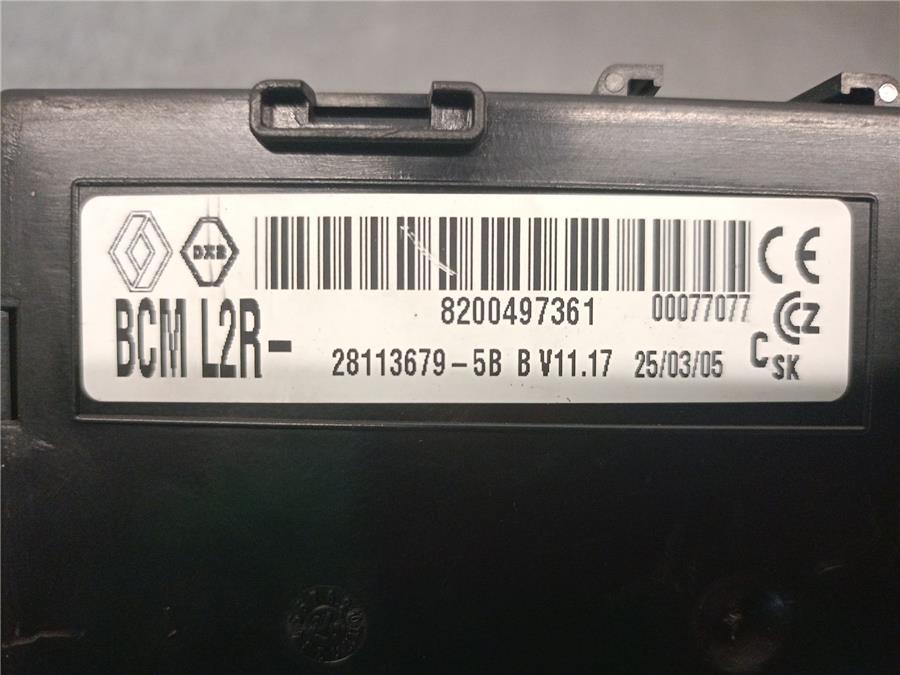 DXB
8200497361 00077077
BCM L2R-
28113679-5B B V11.17 25/03/05
CE
CCZ
CSK